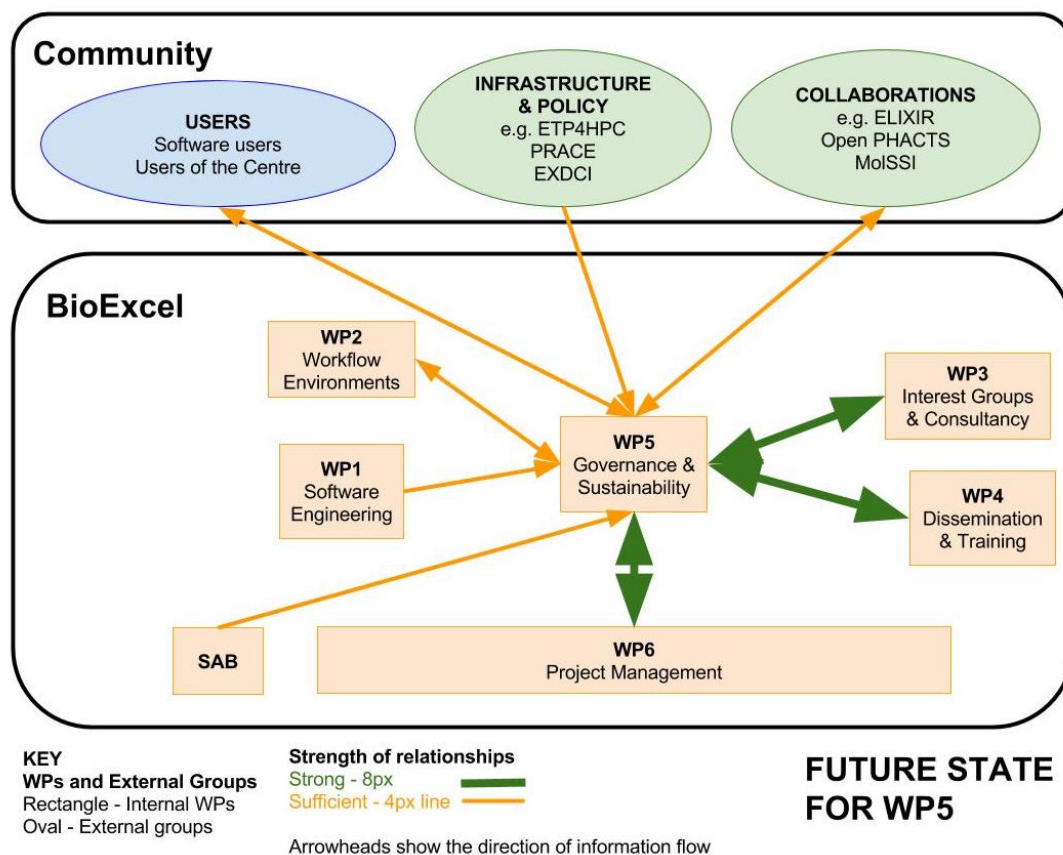 Community
USERS
Software users
Users of the Centre
INFRASTRUCTURE
& POLICY
e.g. ETP4HPC
PRACE
EXDCI
COLLABORATIONS
e.g. ELIXIR
Open PHACTS
MolSSI
BioExcel
WP2
Workflow
Environments
WP1
Software
Engineering
WP5
Governance &
Sustainability
WP3
Interest Groups
& Consultancy
WP4
Dissemination
& Training
SAB
WP6
Project Management
KEY
WPs and External Groups
Rectangle - Internal WPs
Oval - External groups
Strength of relationships
Strong - 8px
Sufficient - 4px line
Arrowheads show the direction of information flow
FUTURE STATE
FOR WP5